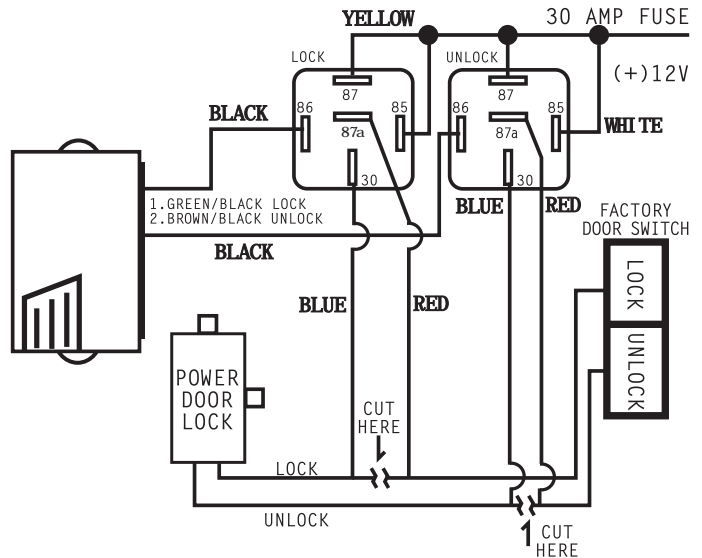 YELLOW
30 AMP FUSE
LOCK
UNLOCK
(+)12V
87
87
86
85
86
85
BLACK
87a
87a
WHITE
30
30
1.GREEN/BLACK LOCK
2.BROWN/BLACK UNLOCK
BLUE
RED
FACTORY
DOOR SWITCH
BLACK
LOCK
BLUE
RED
UNLOCK
POWER
DOOR
LOCK
CUT
HERE
LOCK
UNLOCK
CUT
HERE